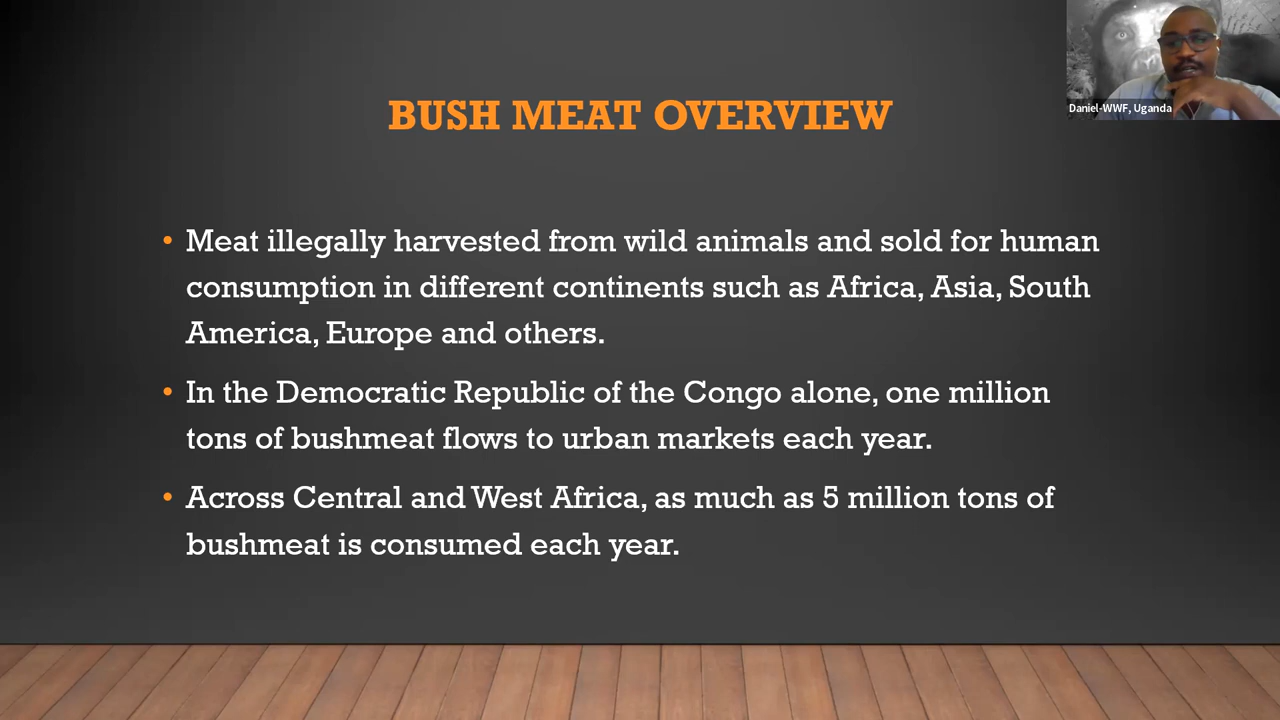 BUSH MEAT OVERVIEW
Daniel-WWF, Uganda
• Meat illegally harvested from wild animals and sold for human
consumption in different continents such as Africa, Asia, South
America, Europe and others.
• In the Democratic Republic of the Congo alone, one million
tons of bushmeat flows to urban markets each year.
• Across Central and West Africa, as much as 5 million tons of
bushmeat is consumed each year.